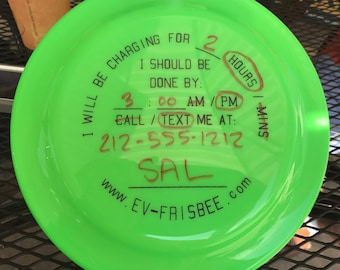 I WILL BE CHARGING FOR 2 HOURS / MINS
I SHOULD BE
DONE BY:
3 : 00 AM / PM
CALL / TEXT ME AT:
212-555-1212
SAL
www.EV-FRISBEE.com